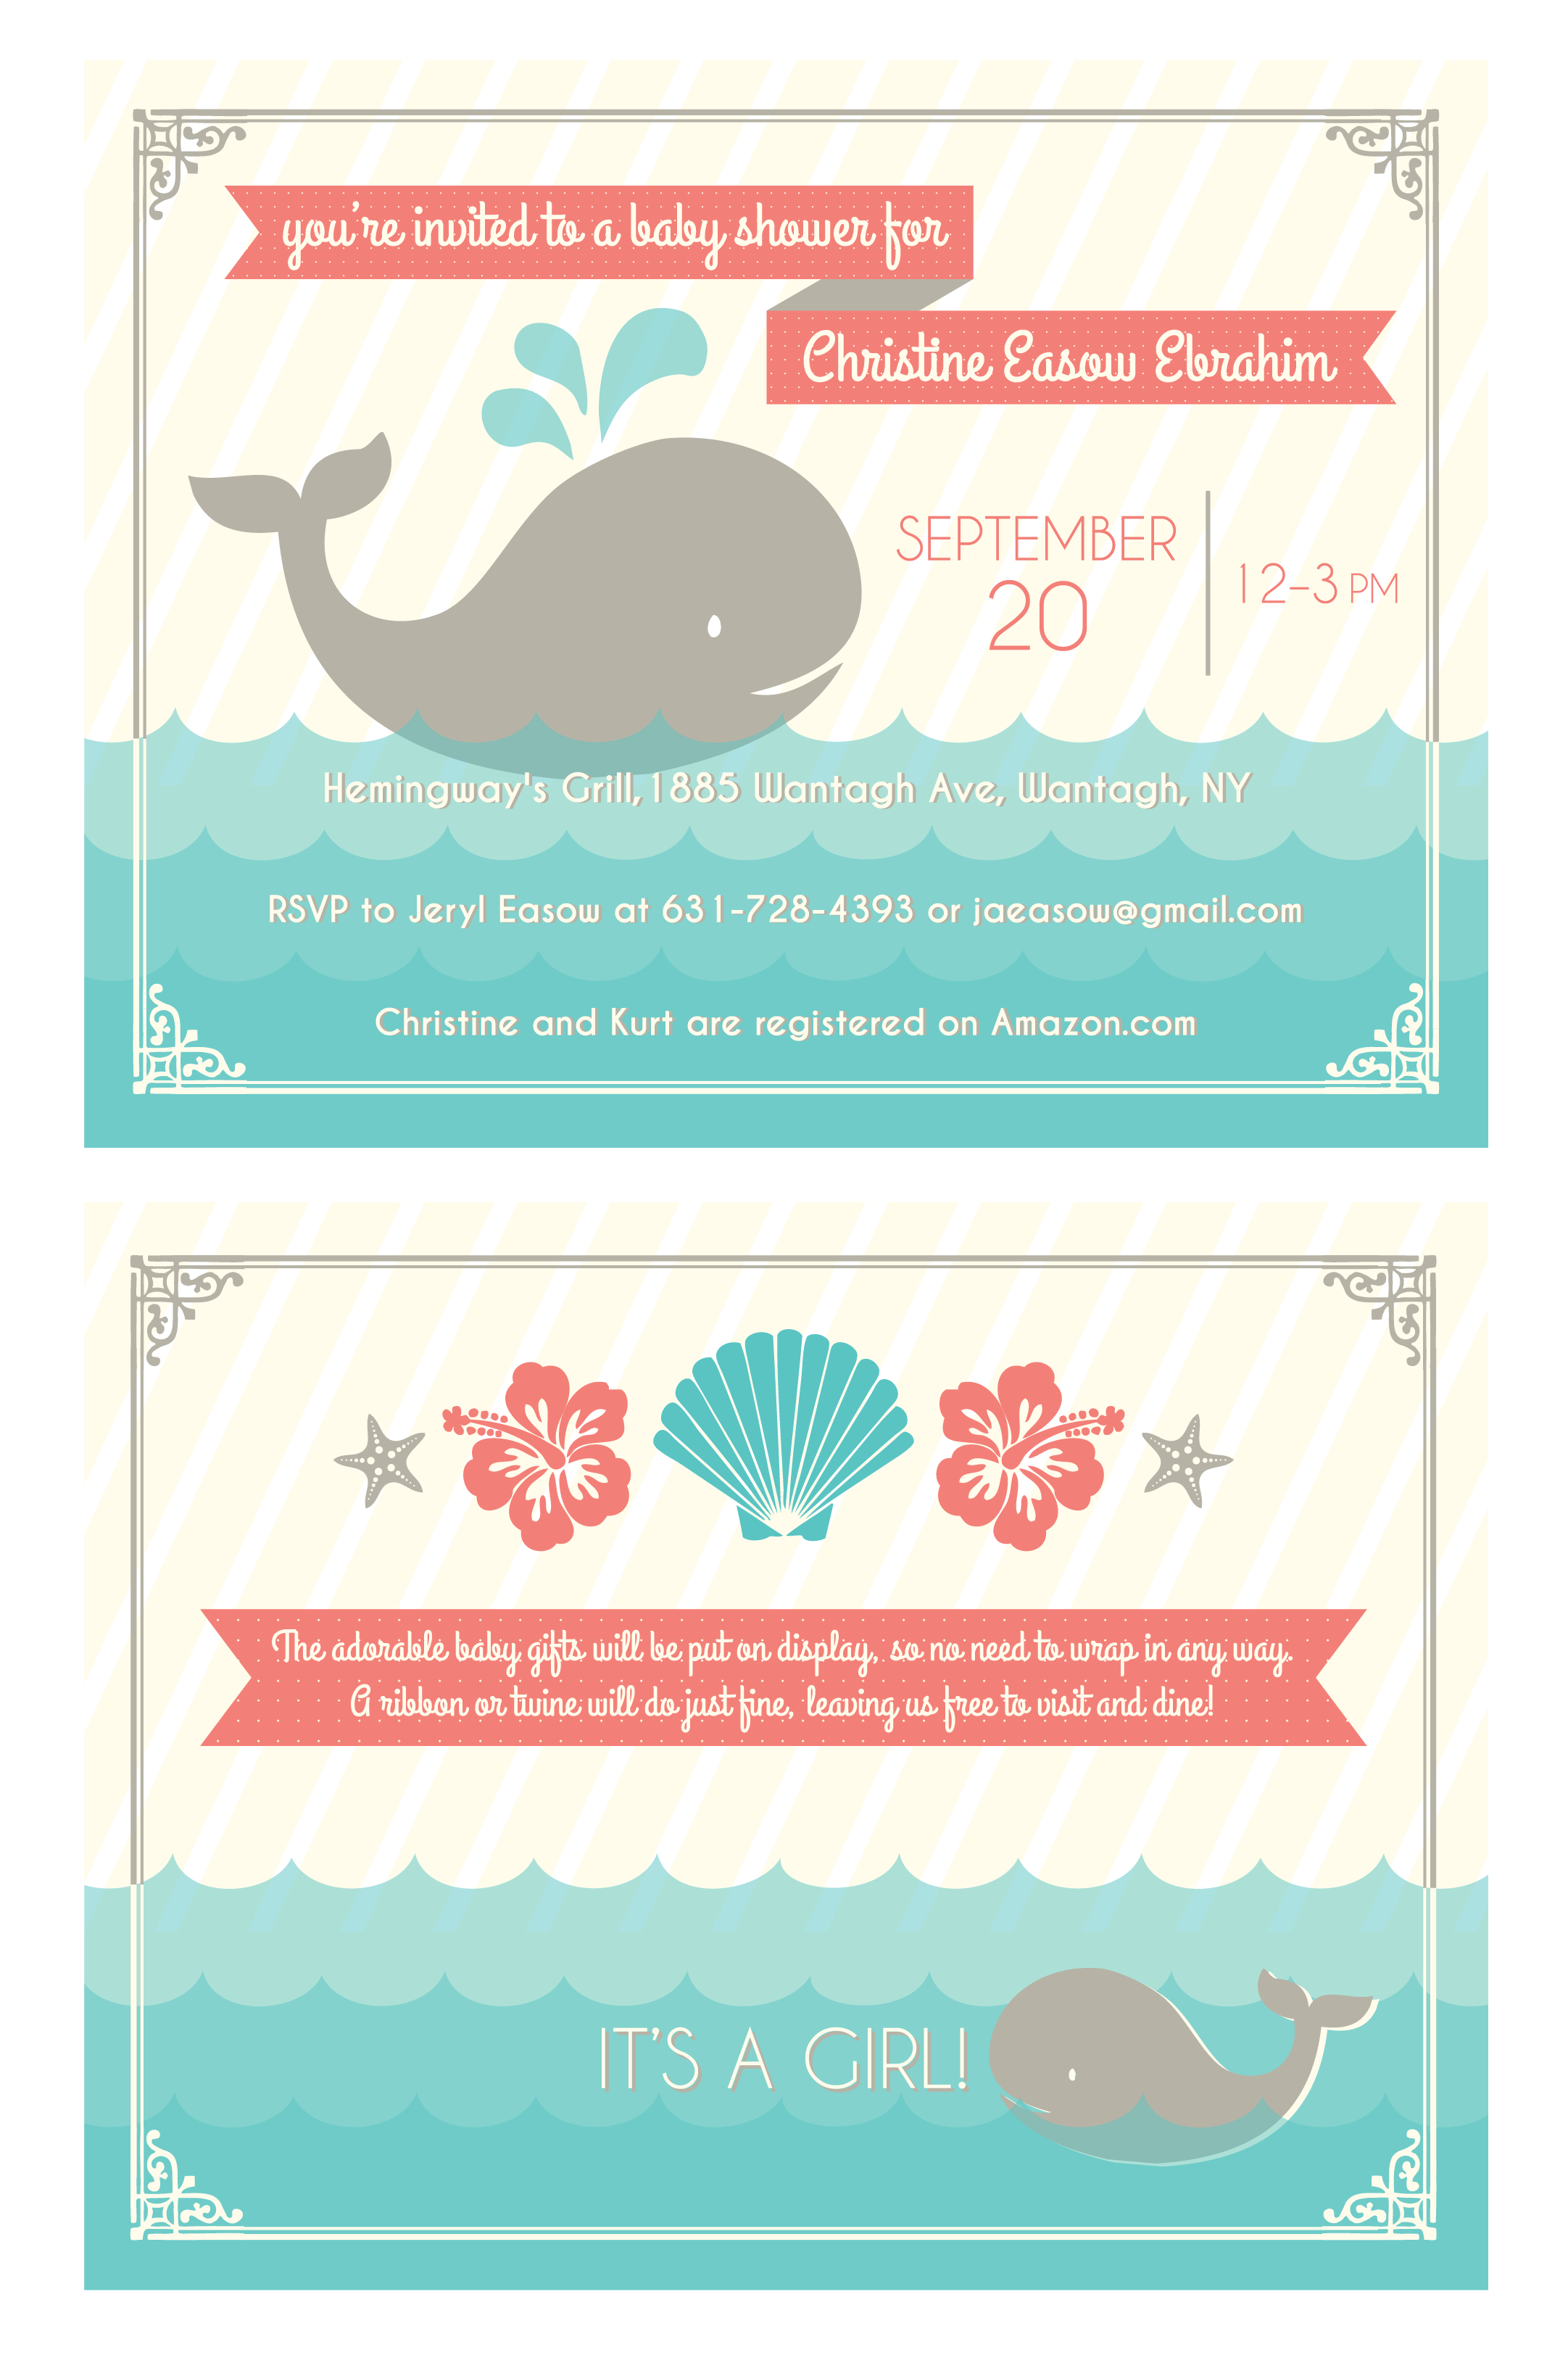 you're invited to a baby shower for
Christine Easow Ebrahim
SEPTEMBER
20
12-3 PM
Hemingway's Grill, 1885 Wantagh Ave, Wantagh, NY
RSVP to Jeryl Easow at 631-728-4393 or jaeasow@gmail.com
Christine and Kurt are registered on Amazon.com
The adorable baby gifts will be put on display, so no need to wrap in any way.
A ribbon or twine will do just fine, leaving us free to visit and dine!
IT'S A GIRL!